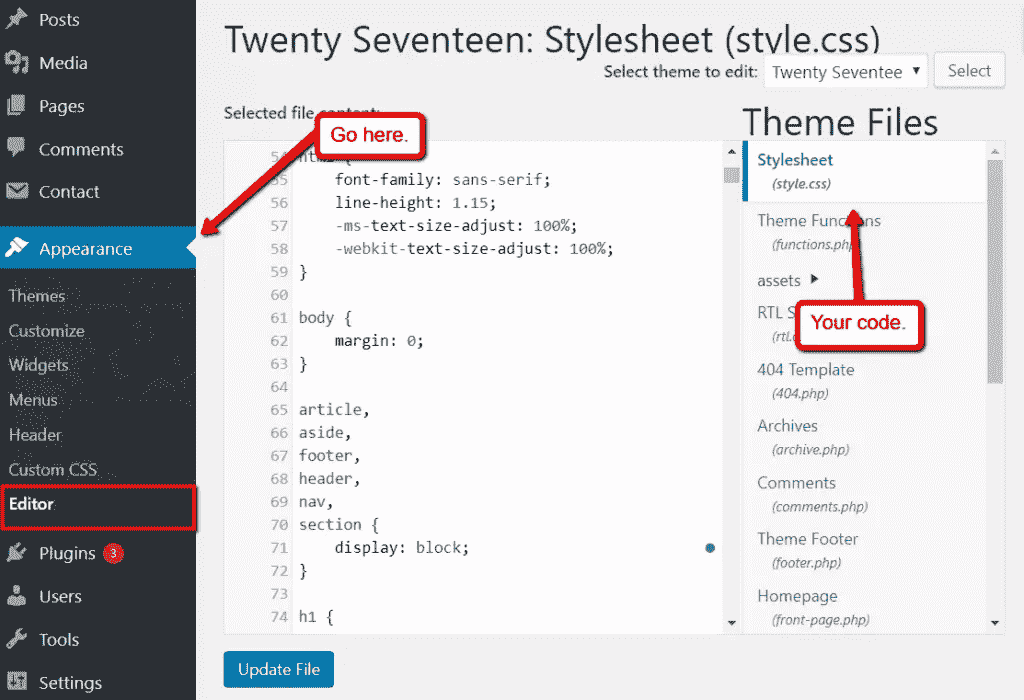 Posts
Media
Pages
Comments
Contact
Appearance
Themes
Customize
Widgets
Menus
Header
Custom CSS
Editor
Plugins 3
Users
Tools
Settings
Twenty Seventeen: Stylesheet (style.css)
Select theme to edit: Twenty Seventee Select
Selected file content:
Go here.
54 html {
55 font-family: sans-serif;
56 line-height: 1.15;
57 -ms-text-size-adjust: 100%;
58 -webkit-text-size-adjust: 100%;
59 }
60
61 body {
62 margin: 0;
63 }
64
65 article,
66 aside,
67 footer,
68 header,
69 nav,
70 section {
71 display: block;
72 }
73
74 h1 {
Update File
Theme Files
Stylesheet
(style.css)
Theme Functions
(functions.php
assets
RTL S
Your code.
404 Template
(404.php)
Archives
(archive.php)
Comments
(comments.php)
Theme Footer
(footer.php)
Homepage
(front-page.php)